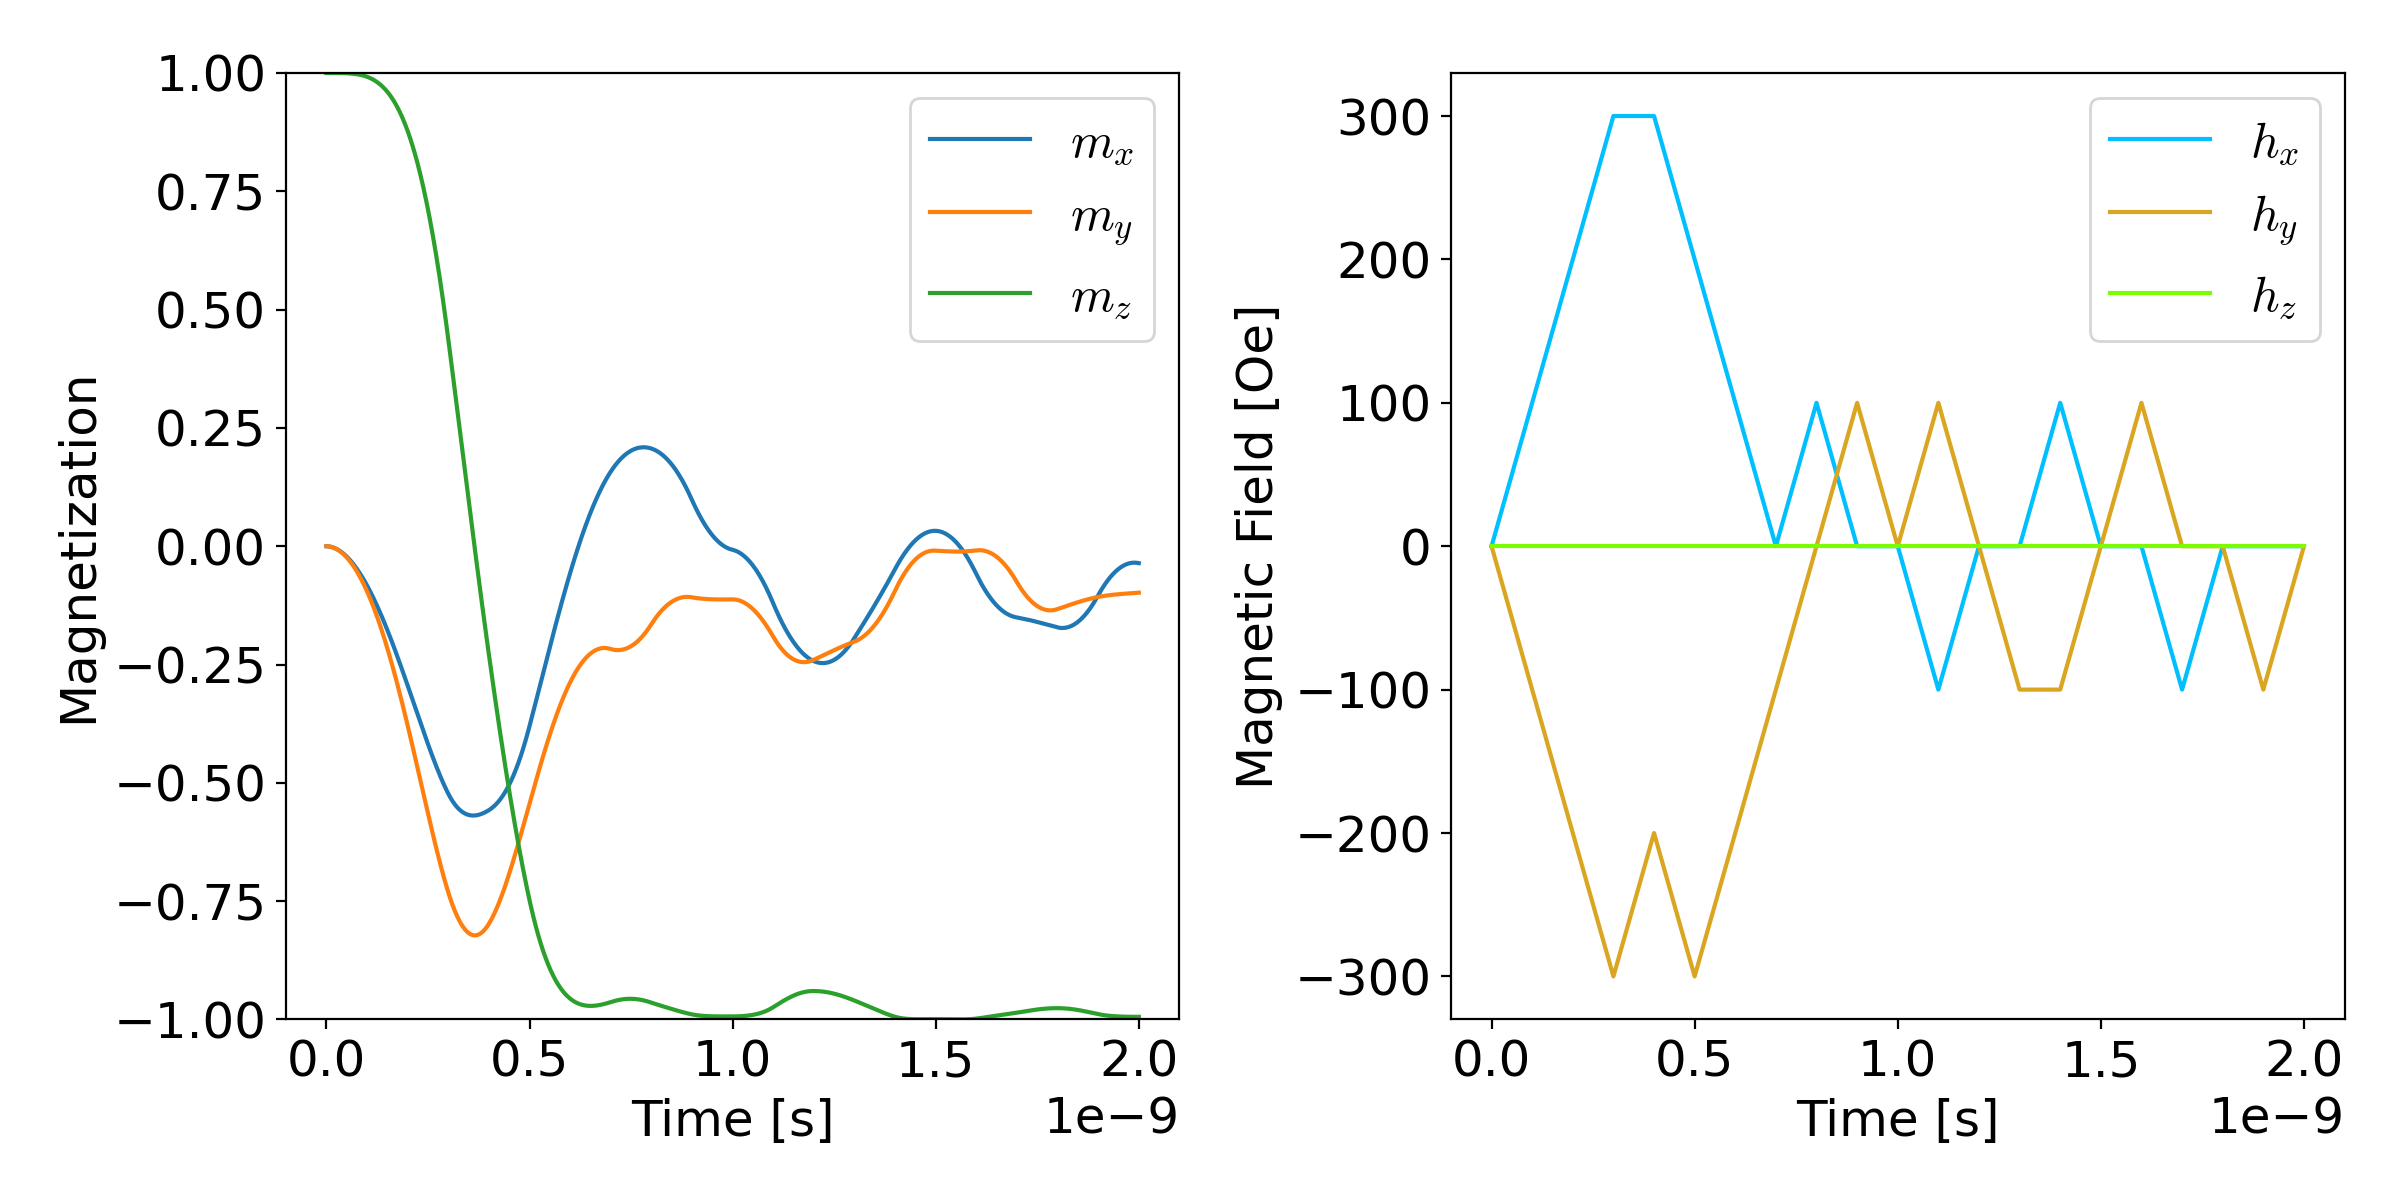 1.00
0.75
0.50
0.25
0.00
−0.25
−0.50
−0.75
−1.00
Magnetization
0.0 0.5 1.0 1.5 2.0
Time [s]
1e−9
m_x
m_y
m_z
300
200
100
0
−100
−200
−300
Magnetic Field [Oe]
0.0 0.5 1.0 1.5 2.0
Time [s]
1e−9
h_x
h_y
h_z